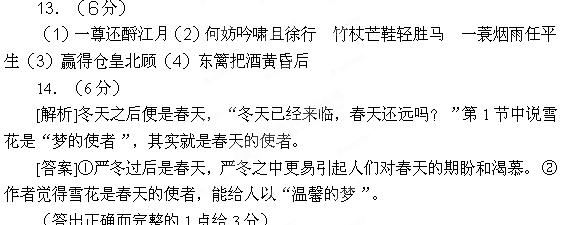 13．（6分）
（1）一尊还酹江月（2）何妨吟啸且徐行　竹杖芒鞋轻胜马　一蓑烟雨任平
生（3）赢得仓皇北顾（4）东篱把酒黄昏后
14．（6分）
[解析]冬天之后便是春天，“冬天已经来临，春天还远吗？”第1节中说雪
花是“梦的使者”，其实就是春天的使者。
[答案]①严冬过后是春天，严冬之中更易引起人们对春天的期盼和渴慕。②
作者觉得雪花是春天的使者，能给人以“温馨的梦”。
（答出正确而完整的1点给3分）